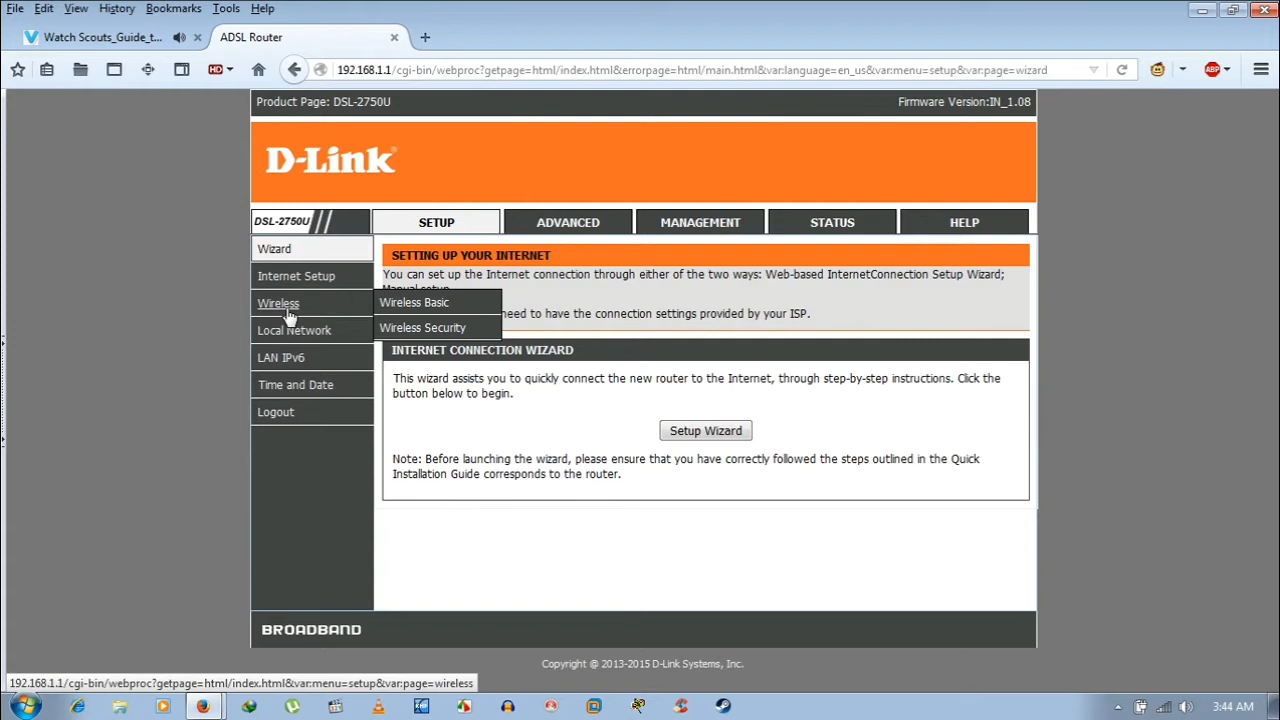 File Edit View History Bookmarks Tools Help
Watch Scouts_Guide_t...
ADSL Router
HD
192.168.1.1/cgi-bin/webproc?getpage=html/index.html&errorpage=html/main.html&var:language=en_us&var:menu=setup&var:page=wizard
ABP
Product Page: DSL-2750U
Firmware Version:IN_1.08
D-Link
DSL-2750U
SETUP
ADVANCED
MANAGEMENT
STATUS
HELP
Wizard
Internet Setup
Wireless
Local Network
LAN IPv6
Time and Date
Logout
Wireless Basic
Wireless Security
SETTING UP YOUR INTERNET
You can set up the Internet connection through either of the two ways: Web-based InternetConnection Setup Wizard;
Manual setup.
need to have the connection settings provided by your ISP.
INTERNET CONNECTION WIZARD
This wizard assists you to quickly connect the new router to the Internet, through step-by-step instructions. Click the
button below to begin.
Setup Wizard
Note: Before launching the wizard, please ensure that you have correctly followed the steps outlined in the Quick
Installation Guide corresponds to the router.
BROADBAND
Copyright @ 2013-2015 D-Link Systems, Inc.
192.168.1.1/cgi-bin/webproc?getpage=html/index.html&var:menu=setup&var:page=wireless
3:44 AM